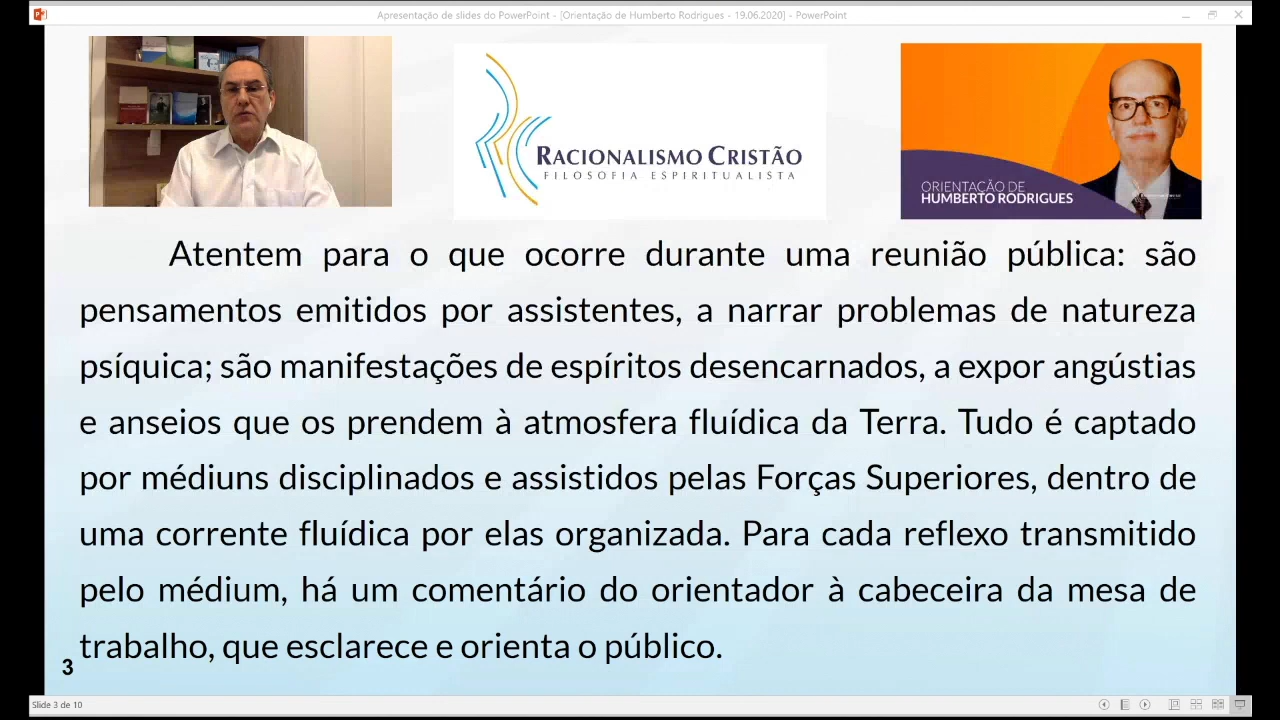 Apresentação de slides do PowerPoint - [Orientação de Humberto Rodrigues - 19.06.2020] - PowerPoint
RACIONALISMO CRISTÃO
FILOSOFIA ESPIRITUALISTA
ORIENTAÇÃO DE
HUMBERTO RODRIGUES
Atentem para o que ocorre durante uma reunião pública: são
pensamentos emitidos por assistentes, a narrar problemas de natureza
psíquica; são manifestações de espíritos desencarnados, a expor angústias
e anseios que os prendem à atmosfera fluídica da Terra. Tudo é captado
por médiuns disciplinados e assistidos pelas Forças Superiores, dentro de
uma corrente fluídica por elas organizada. Para cada reflexo transmitido
pelo médium, há um comentário do orientador à cabeceira da mesa de
trabalho, que esclarece e orienta o público.
3
Slide 3 de 10